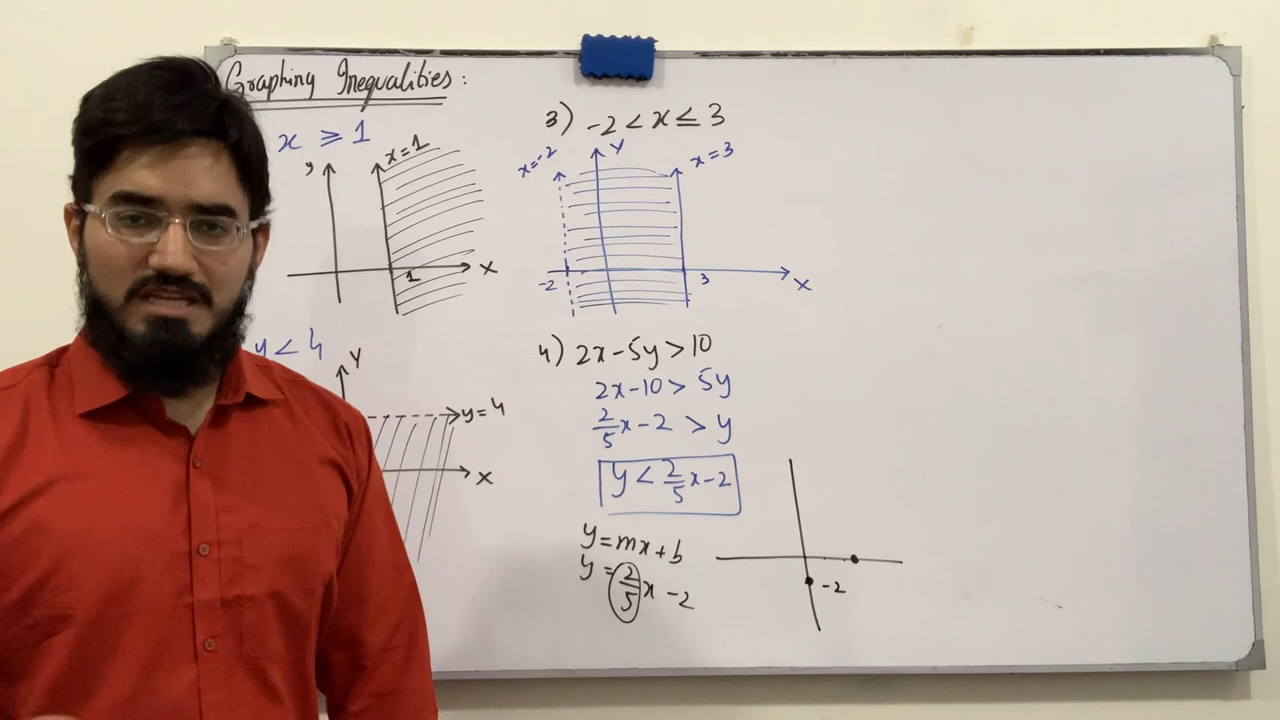 Graphing Inequalities:
x ≥ 1
x=1
1
X
y < 4
Y
y=4
X
3) -2 < x ≤ 3
x=-2
Y
x=3
-2
3
X
4) 2x-5y>10
2x-10 > 5y
2/5x-2 > y
y < 2/5x-2
y=mx+b
y=2/5x-2
-2